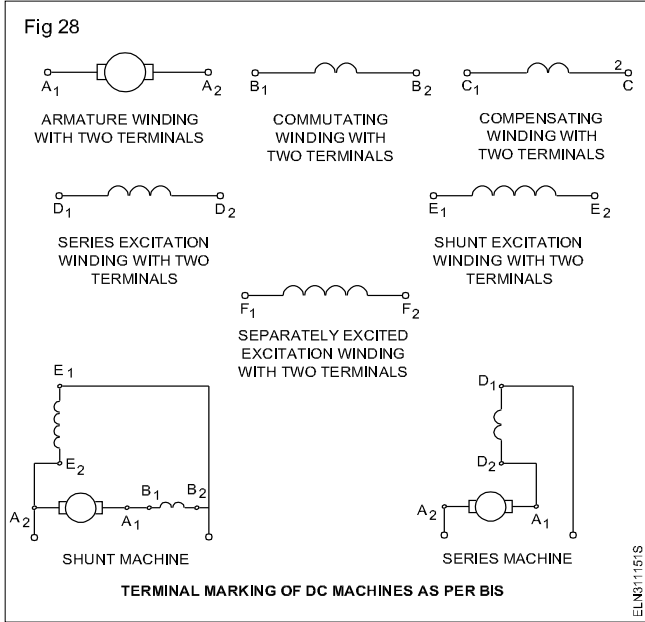 Fig 28
A1 A2
ARMATURE WINDING
WITH TWO TERMINALS
B1 B2
COMMUTATING
WINDING WITH
TWO TERMINALS
C1 2
C
COMPENSATING
WINDING WITH
TWO TERMINALS
D1 D2
SERIES EXCITATION
WINDING WITH TWO
TERMINALS
E1 E2
SHUNT EXCITATION
WINDING WITH TWO
TERMINALS
F1 F2
SEPARATELY EXCITED
EXCITATION WINDING
WITH TWO TERMINALS
E1
E2
A2 A1 B1 B2
SHUNT MACHINE
D1
D2
A2 A1
SERIES MACHINE
TERMINAL MARKING OF DC MACHINES AS PER BIS
ELN311151S